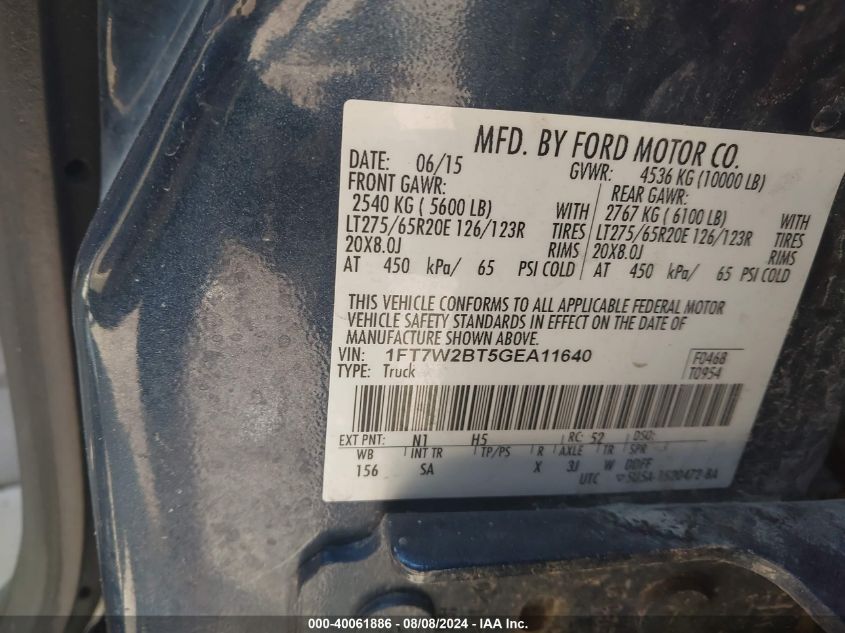 MFD. BY FORD MOTOR CO.
DATE: 06/15 GVWR: 4536 KG (10000 LB)
FRONT GAWR: REAR GAWR:
2540 KG ( 5600 LB) WITH 2767 KG ( 6100 LB) WITH
LT275/65R20E 126/123R TIRES LT275/65R20E 126/123R TIRES
20X8.0J RIMS 20X8.0J RIMS
AT 450 kPa/ 65 PSI COLD AT 450 kPa/ 65 PSI COLD
THIS VEHICLE CONFORMS TO ALL APPLICABLE FEDERAL MOTOR
VEHICLE SAFETY STANDARDS IN EFFECT ON THE DATE OF
MANUFACTURE SHOWN ABOVE.
VIN: 1FT7W2BT5GEA11640 F0468
TYPE: Truck T0954
EXT PNT: N1 H5 RC: 52 DSO:
WB INT TR TP/PS R AXLE TR SPR
156 SA X 3J W DDFF
UTC
000-40061886 - 08/08/2024 - IAA Inc.